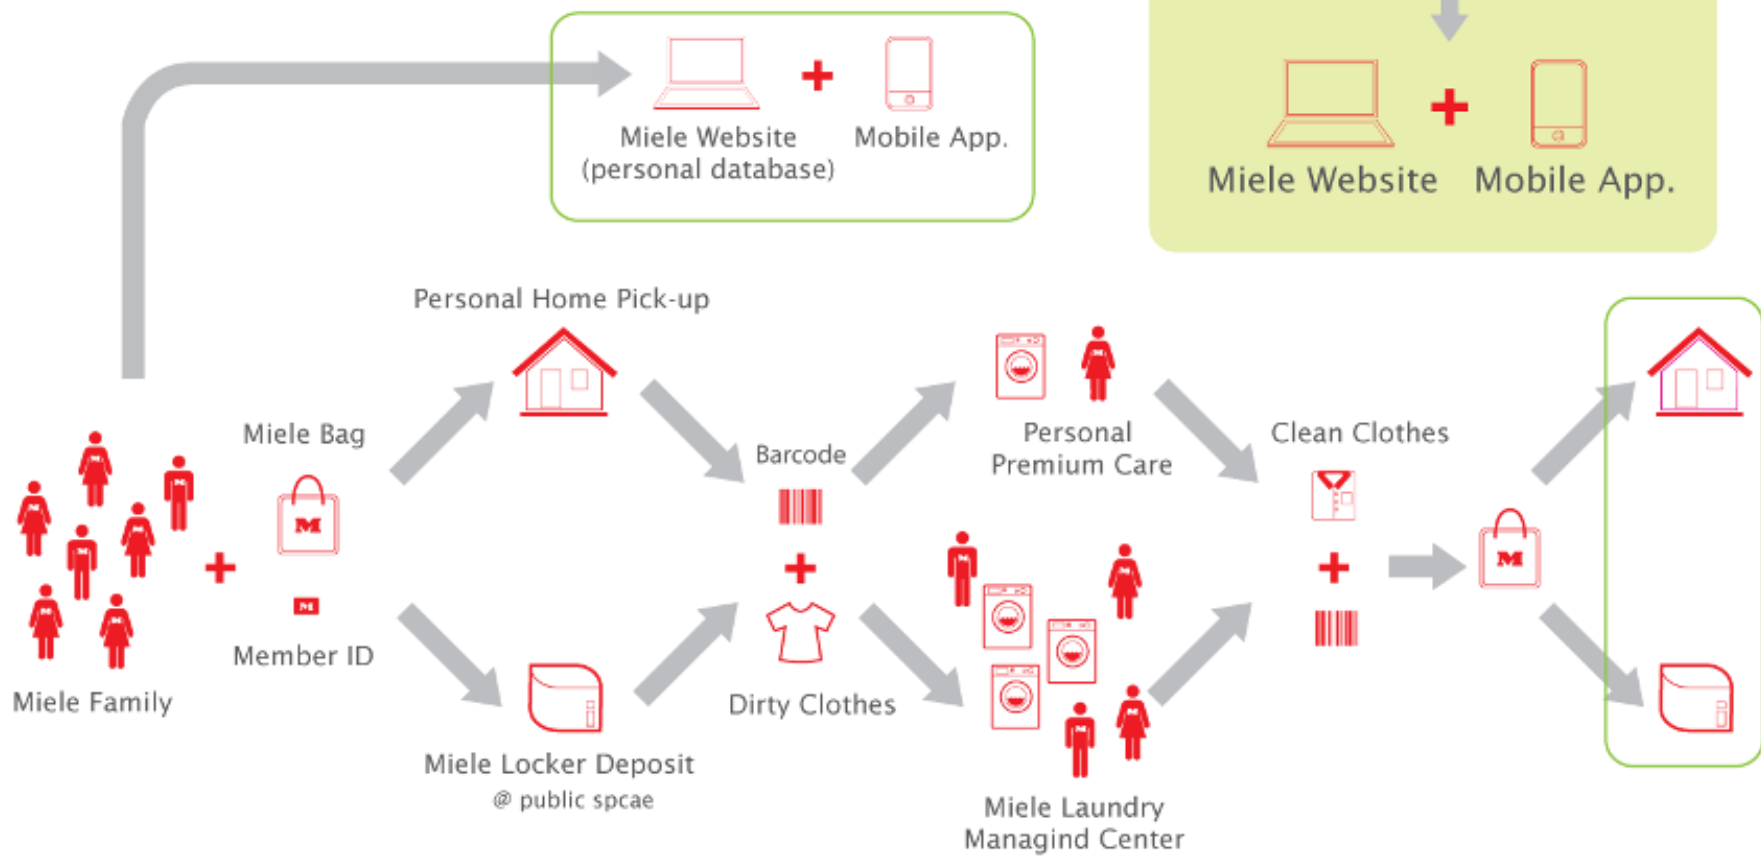 Miele Website
(personal database)
Mobile App.
Miele Website
Mobile App.
Personal Home Pick-up
Miele Bag
M
M
Member ID
Miele Family
Miele Locker Deposit
@ public spcae
Barcode
Dirty Clothes
Personal
Premium Care
Miele Laundry
Managind Center
Clean Clothes
M